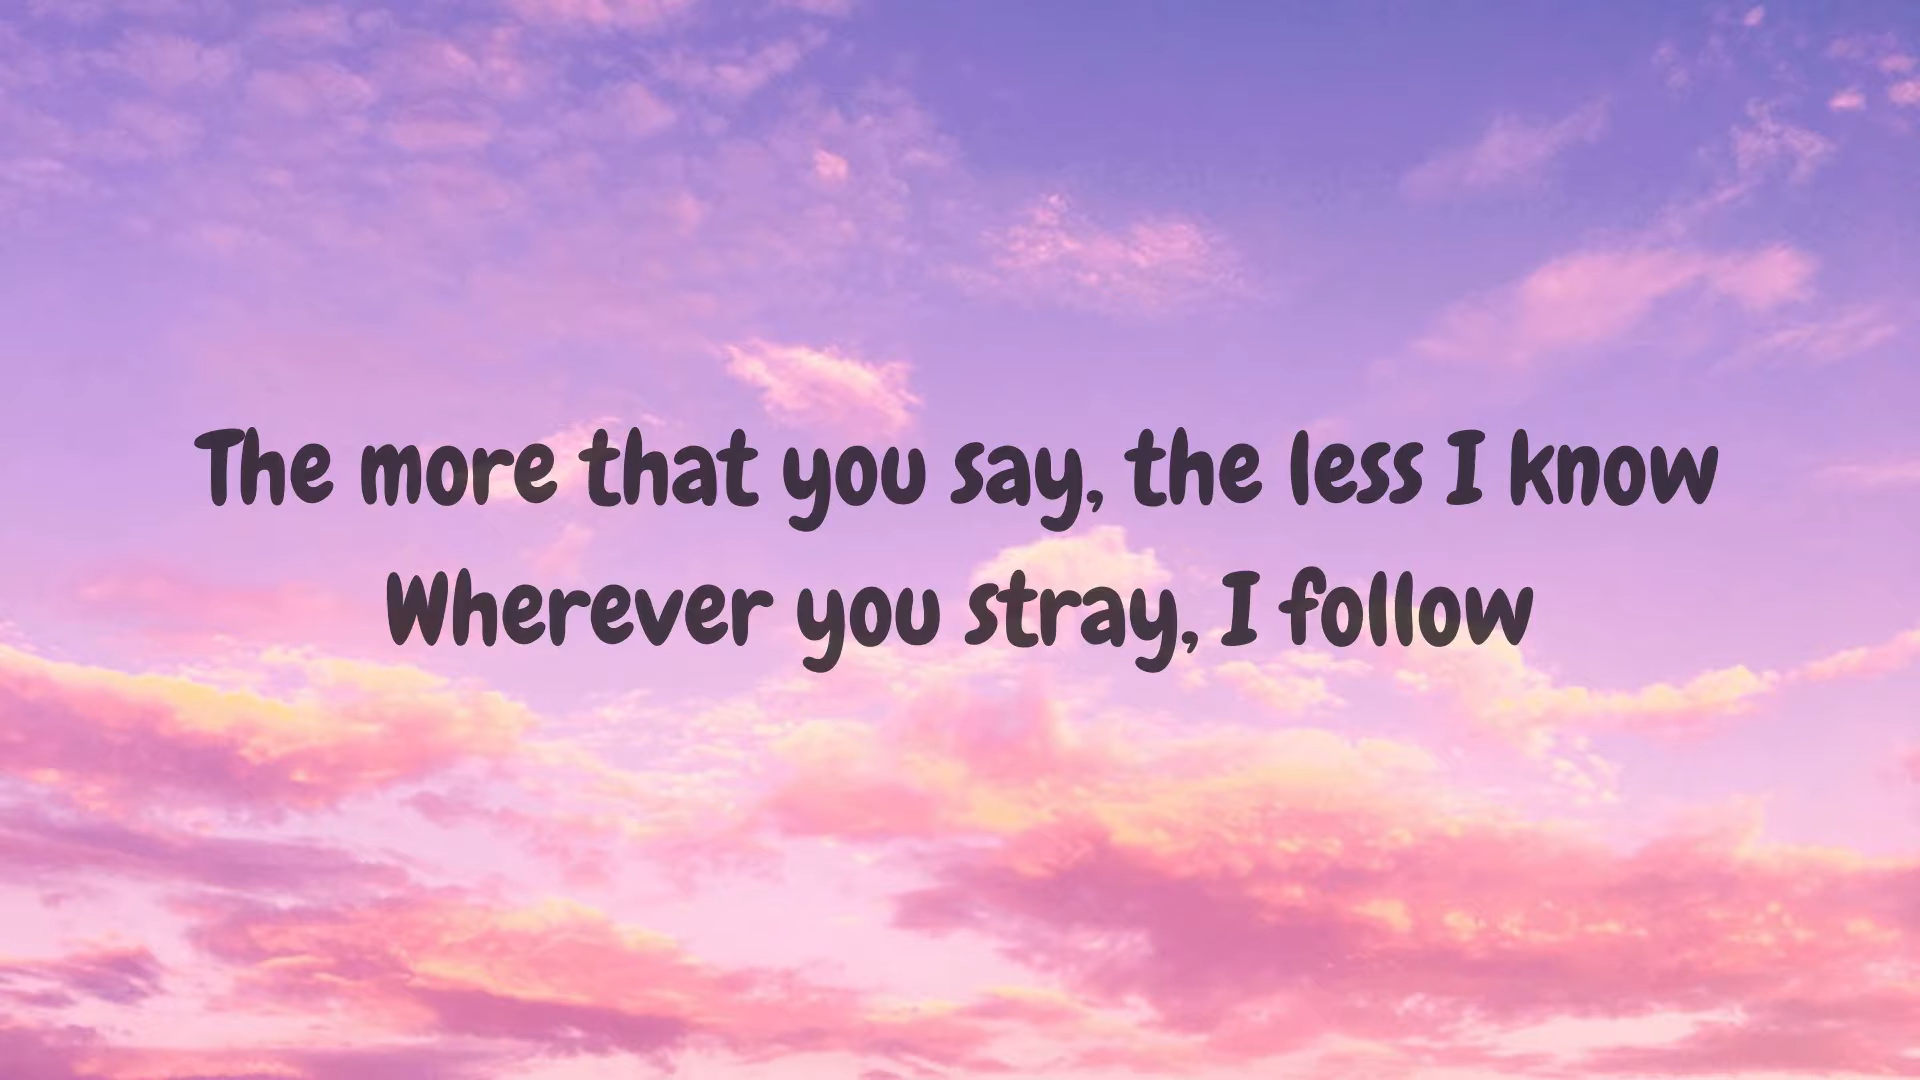 The more that you say, the less I know
Wherever you stray, I follow